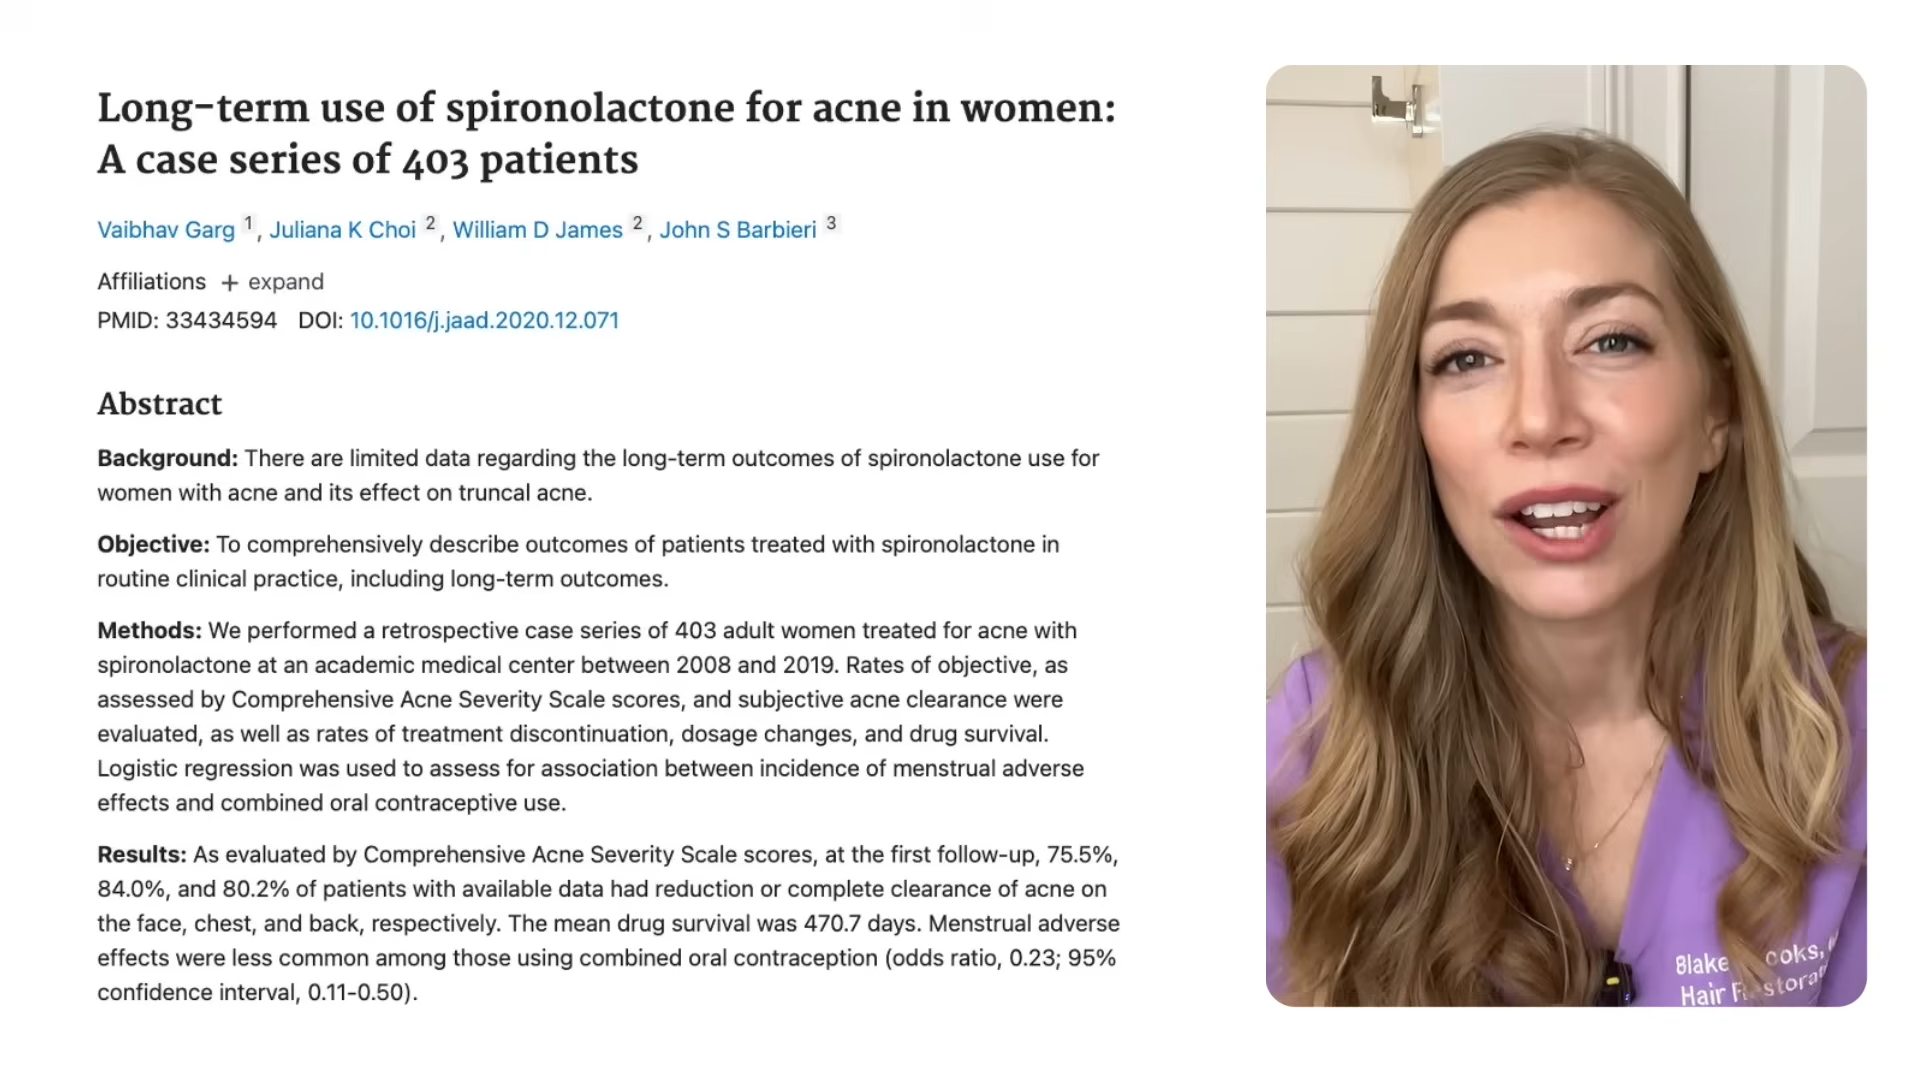 Long-term use of spironolactone for acne in women:
A case series of 403 patients
Vaibhav Garg 1, Juliana K Choi 2, William D James 2, John S Barbieri 3
Affiliations + expand
PMID: 33434594 DOI: 10.1016/j.jaad.2020.12.071
Abstract
Background: There are limited data regarding the long-term outcomes of spironolactone use for
women with acne and its effect on truncal acne.
Objective: To comprehensively describe outcomes of patients treated with spironolactone in
routine clinical practice, including long-term outcomes.
Methods: We performed a retrospective case series of 403 adult women treated for acne with
spironolactone at an academic medical center between 2008 and 2019. Rates of objective, as
assessed by Comprehensive Acne Severity Scale scores, and subjective acne clearance were
evaluated, as well as rates of treatment discontinuation, dosage changes, and drug survival.
Logistic regression was used to assess for association between incidence of menstrual adverse
effects and combined oral contraceptive use.
Results: As evaluated by Comprehensive Acne Severity Scale scores, at the first follow-up, 75.5%,
84.0%, and 80.2% of patients with available data had reduction or complete clearance of acne on
the face, chest, and back, respectively. The mean drug survival was 470.7 days. Menstrual adverse
effects were less common among those using combined oral contraception (odds ratio, 0.23; 95%
confidence interval, 0.11-0.50).
Blake
Hair